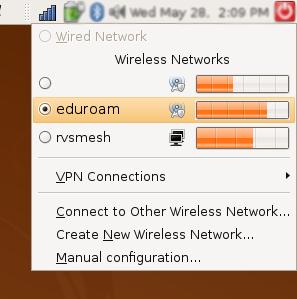 Wed May 28, 2:09 PM
Wired Network
Wireless Networks
eduroam
rvsmesh
VPN Connections
Connect to Other Wireless Network...
Create New Wireless Network...
Manual configuration...